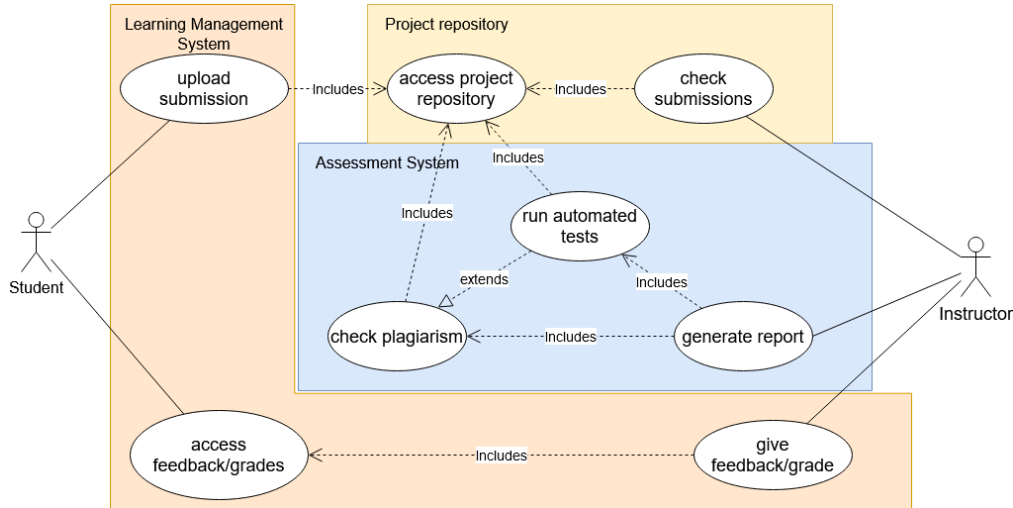 Learning Management
System
Project repository
upload
submission
Includes
access project
repository
Includes
check
submissions
Assessment System
Includes
Includes
run automated
tests
Student
extends
Includes
Instructor
check plagiarism
Includes
generate report
access
feedback/grades
Includes
give
feedback/grade